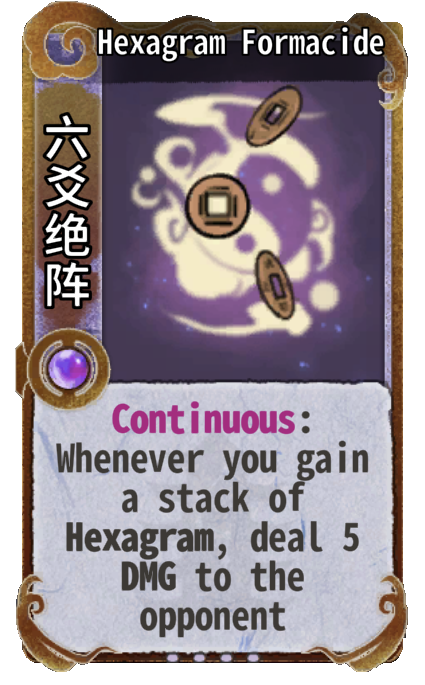 Hexagram Formacide
六爻绝阵
Continuous:
Whenever you gain
a stack of
Hexagram, deal 5
DMG to the
opponent